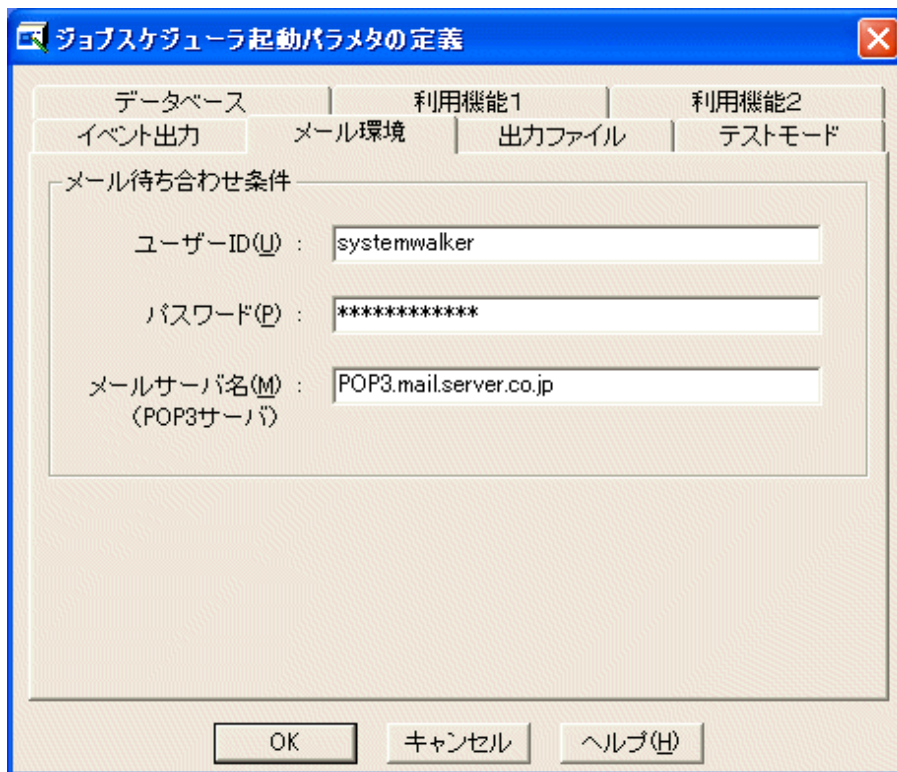 ジョブスケジューラ起動パラメタの定義
データベース 利用機能1 利用機能2
イベント出力 メール環境 出力ファイル テストモード
メール待ち合わせ条件
ユーザーID(U) : systemwalker
パスワード(P) : ************
メールサーバ名(M) : POP3.mail.server.co.jp
(POP3サーバ)
OK キャンセル ヘルプ(H)